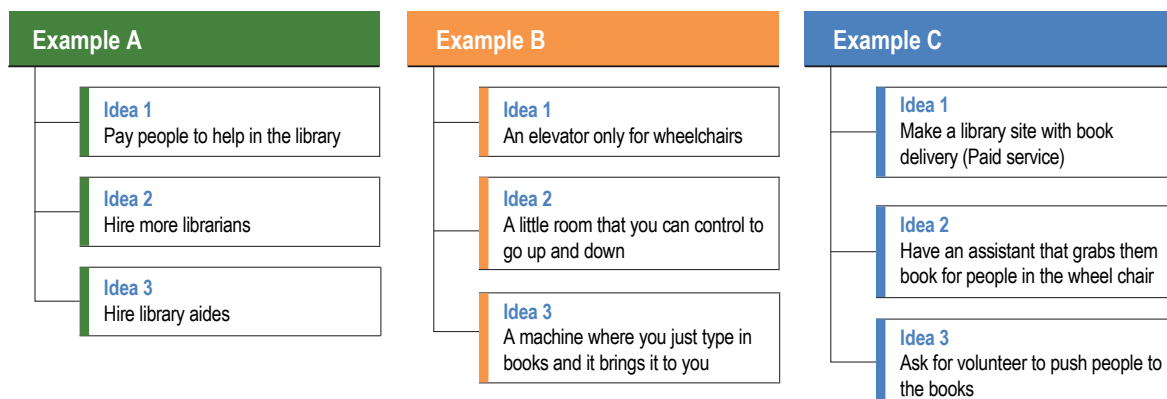 Example A
Idea 1
Pay people to help in the library
Idea 2
Hire more librarians
Idea 3
Hire library aides
Example B
Idea 1
An elevator only for wheelchairs
Idea 2
A little room that you can control to
go up and down
Idea 3
A machine where you just type in
books and it brings it to you
Example C
Idea 1
Make a library site with book
delivery (Paid service)
Idea 2
Have an assistant that grabs them
book for people in the wheel chair
Idea 3
Ask for volunteer to push people to
the books